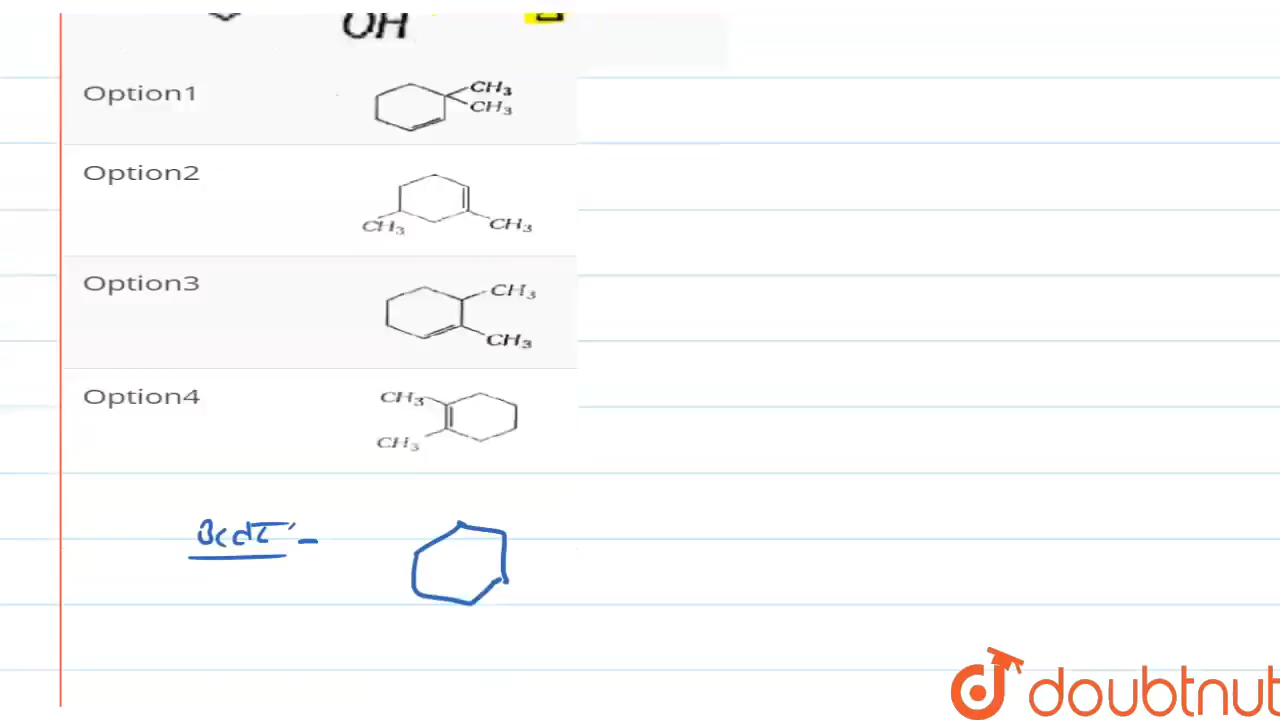 OH
Option1
CH3
CH3
Option2
CH3
CH3
Option3
CH3
CH3
Option4
CH3
CH3
doubtnut